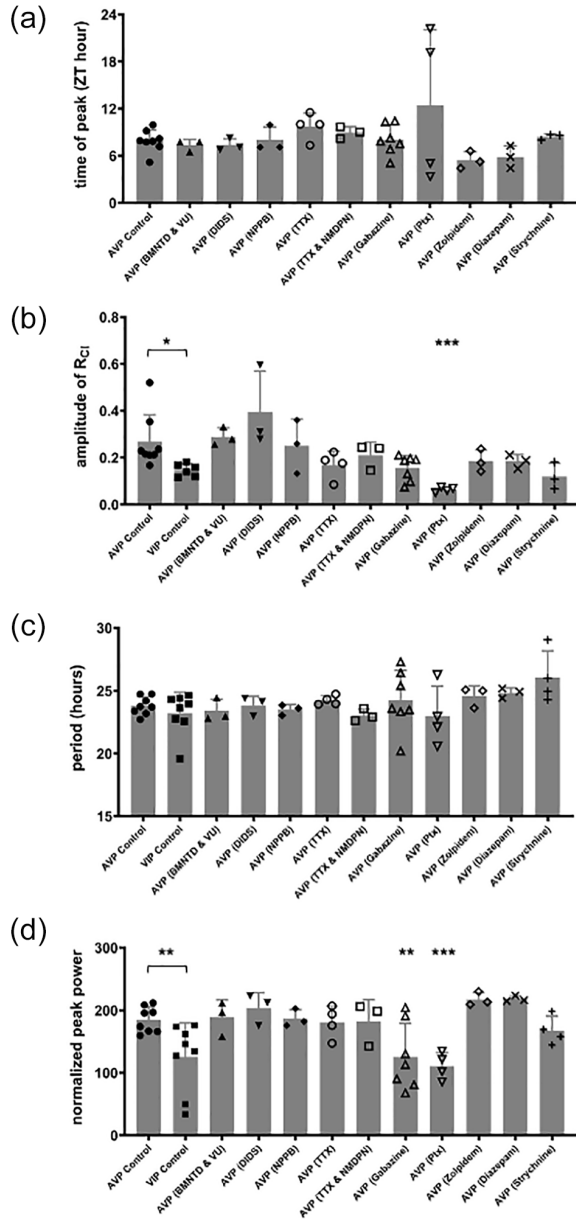 (a)
time of peak (ZT hour)
24
18
12
6
0
AVP Control
AVP (BMNTD & VU)
AVP (DIDS)
AVP (NPPB)
AVP (TTX)
AVP (TTX & NMDPN)
AVP (Gabazine)
AVP (Ptx)
AVP (Zolpidem)
AVP (Diazepam)
AVP (Strychnine)
(b)
amplitude of RCl
0.8
0.6
0.4
0.2
0.0
*
***
AVP Control
VIP Control
AVP (BMNTD & VU)
AVP (DIDS)
AVP (NPPB)
AVP (TTX)
AVP (TTX & NMDPN)
AVP (Gabazine)
AVP (Ptx)
AVP (Zolpidem)
AVP (Diazepam)
AVP (Strychnine)
(c)
period (hours)
30
25
20
15
AVP Control
VIP Control
AVP (BMNTD & VU)
AVP (DIDS)
AVP (NPPB)
AVP (TTX)
AVP (TTX & NMDPN)
AVP (Gabazine)
AVP (Ptx)
AVP (Zolpidem)
AVP (Diazepam)
AVP (Strychnine)
(d)
normalized peak power
300
200
100
0
**
**
***
AVP Control
VIP Control
AVP (BMNTD & VU)
AVP (DIDS)
AVP (NPPB)
AVP (TTX)
AVP (TTX & NMDPN)
AVP (Gabazine)
AVP (Ptx)
AVP (Zolpidem)
AVP (Diazepam)
AVP (Strychnine)